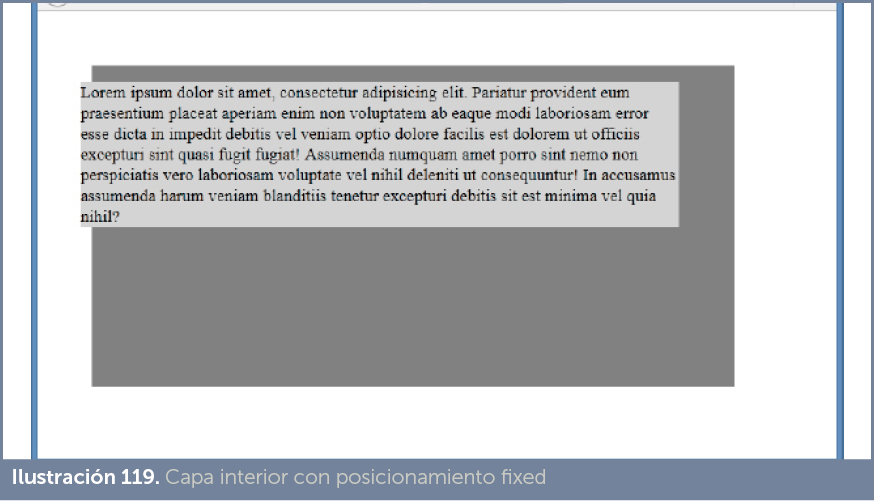 Lorem ipsum dolor sit amet, consectetur adipisicing elit. Pariatur provident eum
praesentium placeat aperiam enim non voluptatem ab eaque modi laboriosam error
esse dicta in impedit debitis vel veniam optio dolore facilis est dolorem ut officiis
excepturi sint quasi fugit fugiat! Assumenda numquam amet porro sint nemo non
perspiciatis vero laboriosam voluptate vel nihil deleniti ut consequuntur! In accusamus
assumenda harum veniam blanditiis tenetur excepturi debitis sit est minima vel quia
nihil?
Ilustración 119. Capa interior con posicionamiento fixed